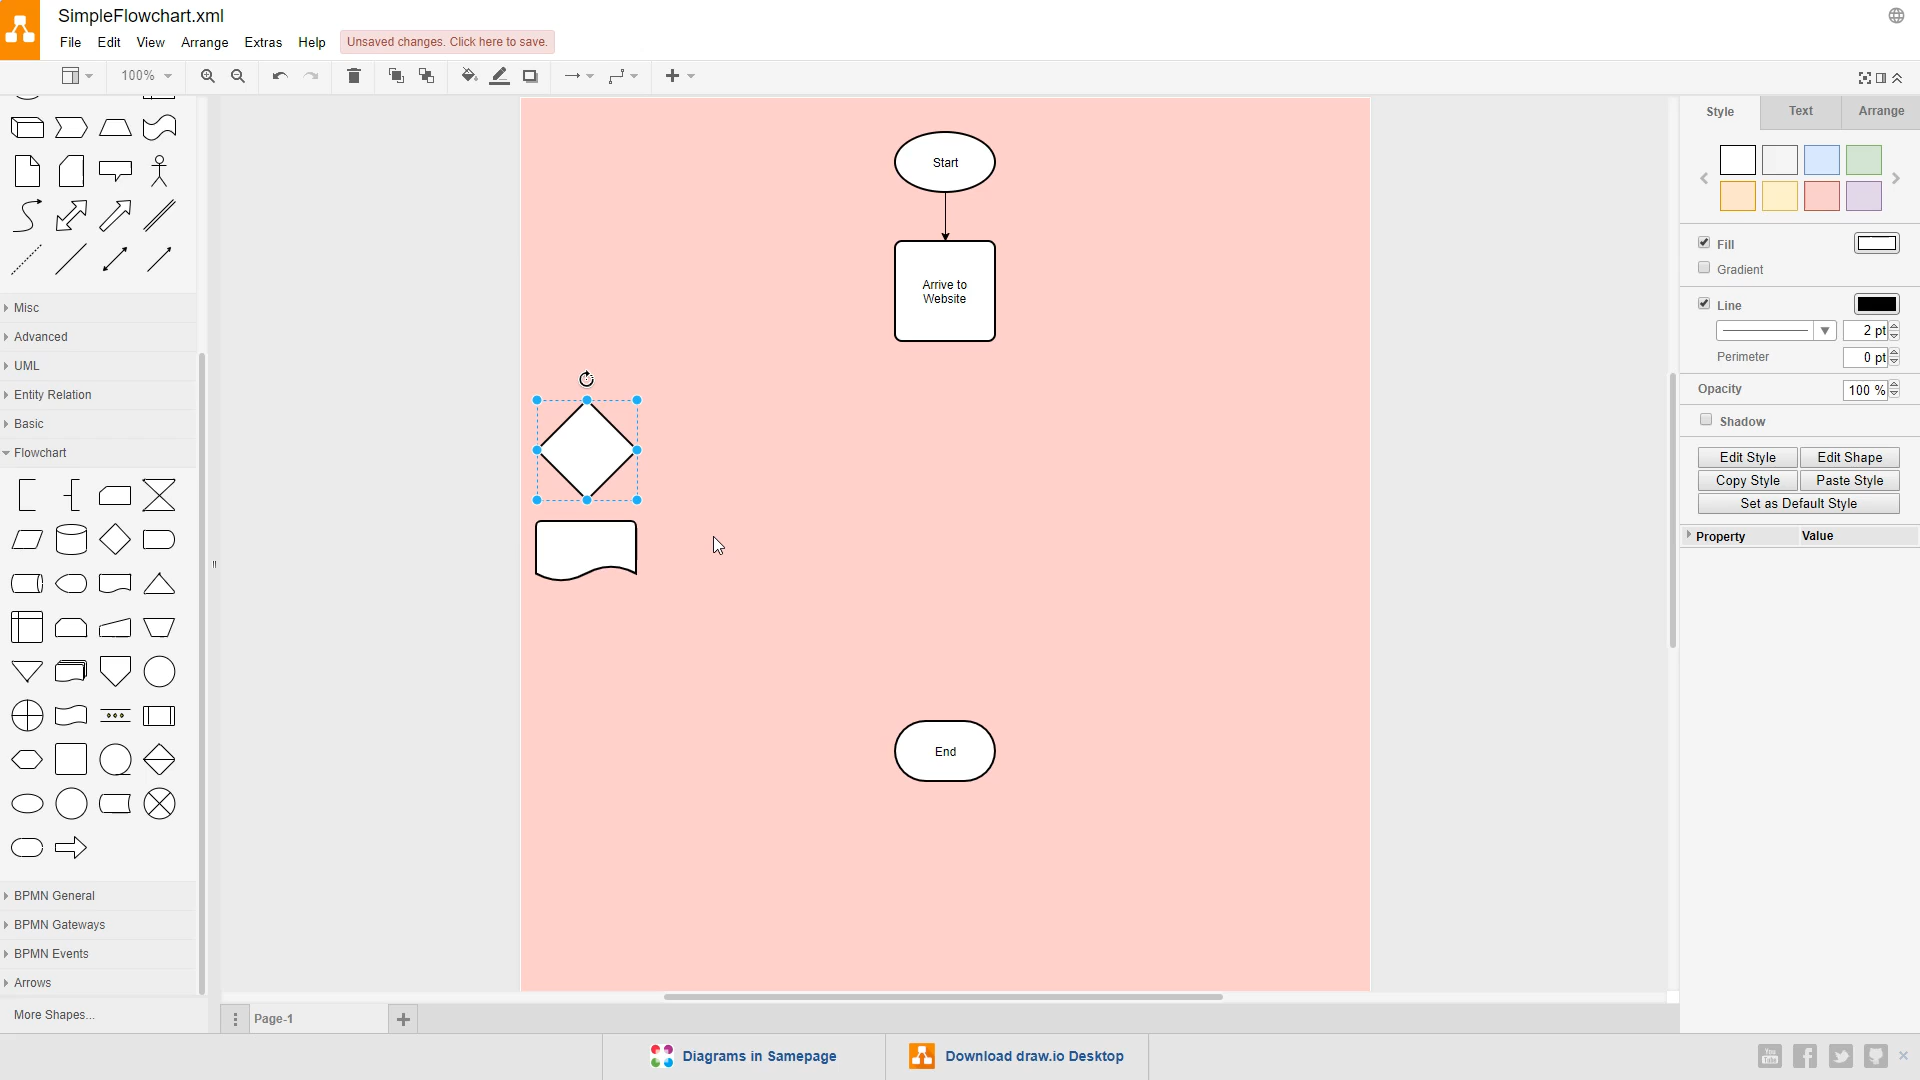 SimpleFlowchart.xml
File Edit View Arrange Extras Help Unsaved changes. Click here to save.
100%
Style Text Arrange
Fill
Gradient
Line
2 pt
Perimeter 0 pt
Opacity 100 %
Shadow
Edit Style Edit Shape
Copy Style Paste Style
Set as Default Style
Property Value
Misc
Advanced
UML
Entity Relation
Basic
Flowchart
BPMN General
BPMN Gateways
BPMN Events
Arrows
More Shapes...
Start
Arrive to
Website
End
Page-1
Diagrams in Samepage Download draw.io Desktop
You
Tube